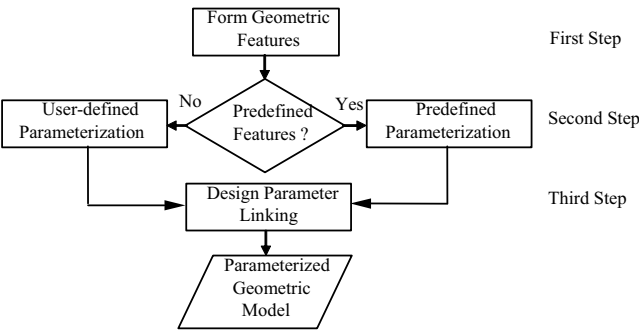 Form Geometric
Features
First Step
No
Yes
User-defined
Parameterization
Predefined
Features ?
Predefined
Parameterization
Second Step
Design Parameter
Linking
Third Step
Parameterized
Geometric
Model